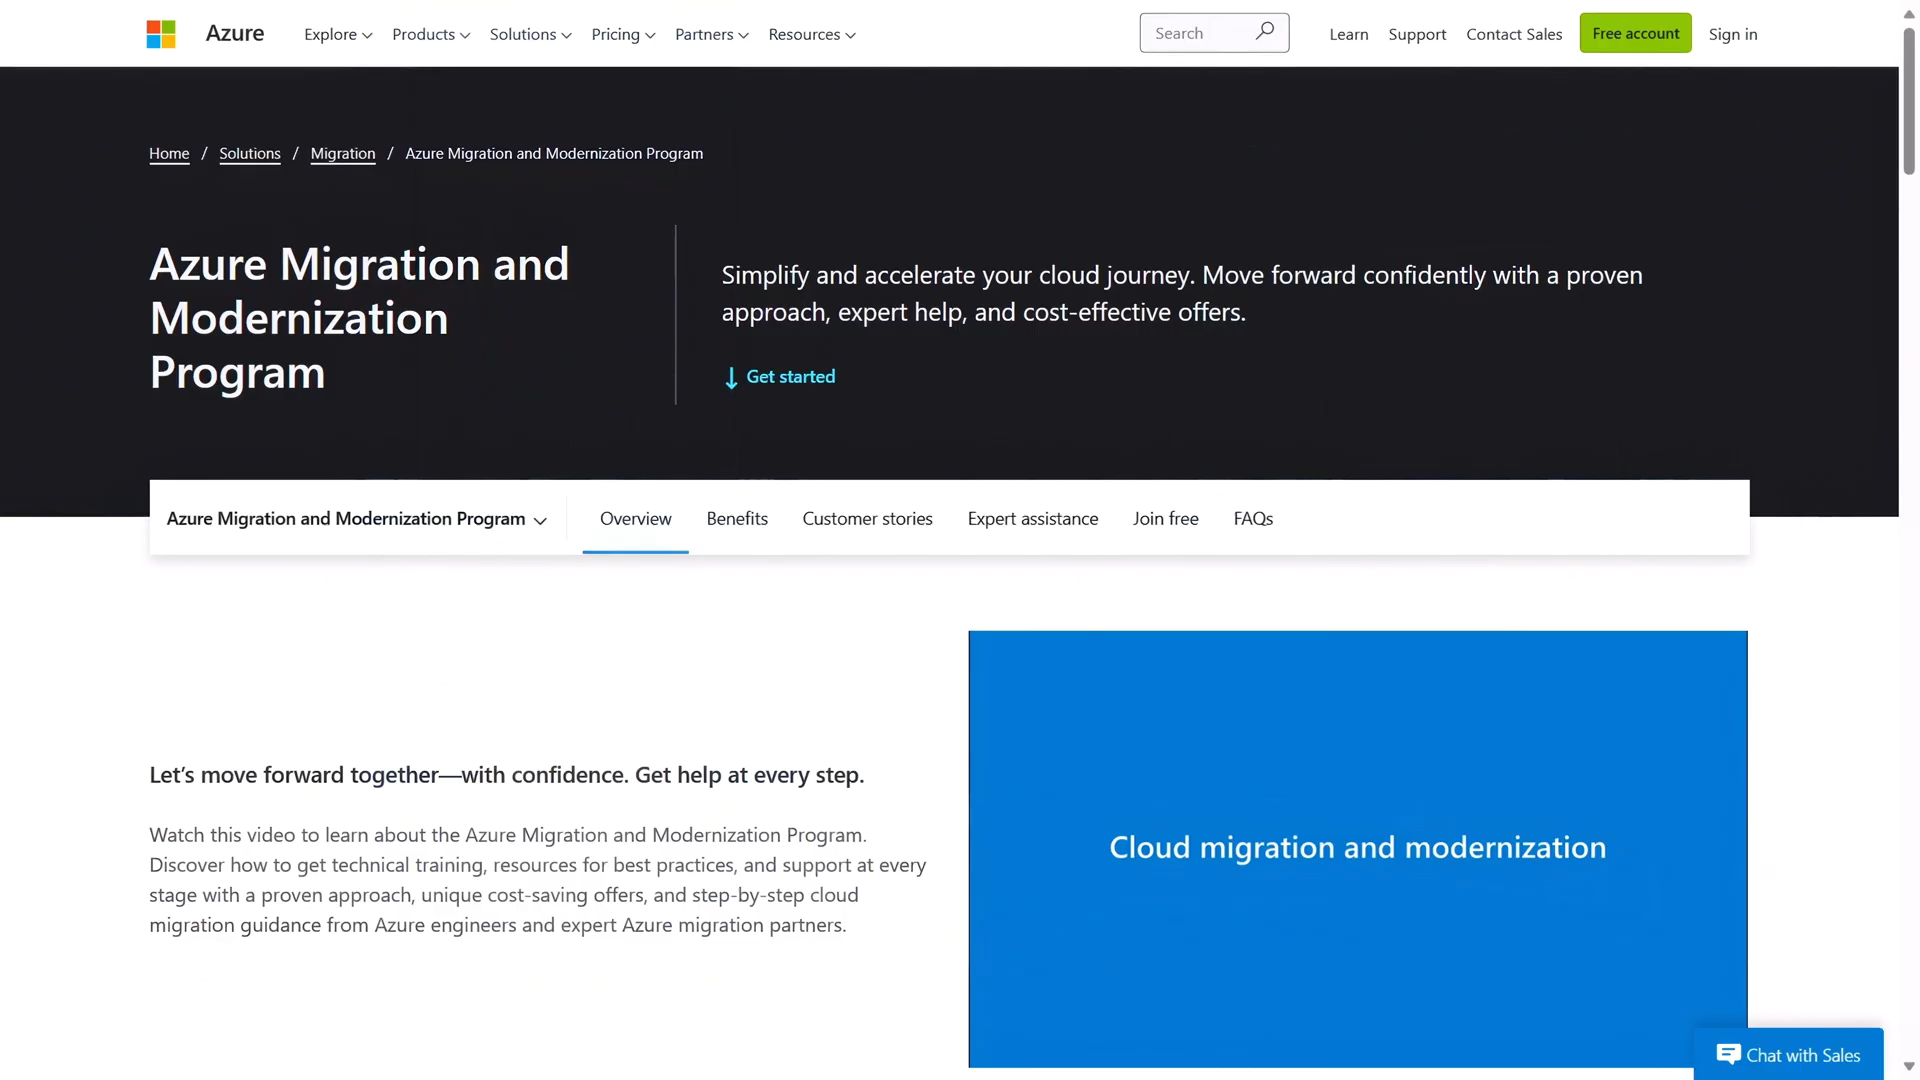 Azure Explore Products Solutions Pricing Partners Resources Search Learn Support Contact Sales Free account Sign in
Home / Solutions / Migration / Azure Migration and Modernization Program
Azure Migration and
Modernization
Program
Simplify and accelerate your cloud journey. Move forward confidently with a proven
approach, expert help, and cost-effective offers.
Get started
Azure Migration and Modernization Program Overview Benefits Customer stories Expert assistance Join free FAQs
Let’s move forward together—with confidence. Get help at every step.
Watch this video to learn about the Azure Migration and Modernization Program.
Discover how to get technical training, resources for best practices, and support at every
stage with a proven approach, unique cost-saving offers, and step-by-step cloud
migration guidance from Azure engineers and expert Azure migration partners.
Cloud migration and modernization
Chat with Sales